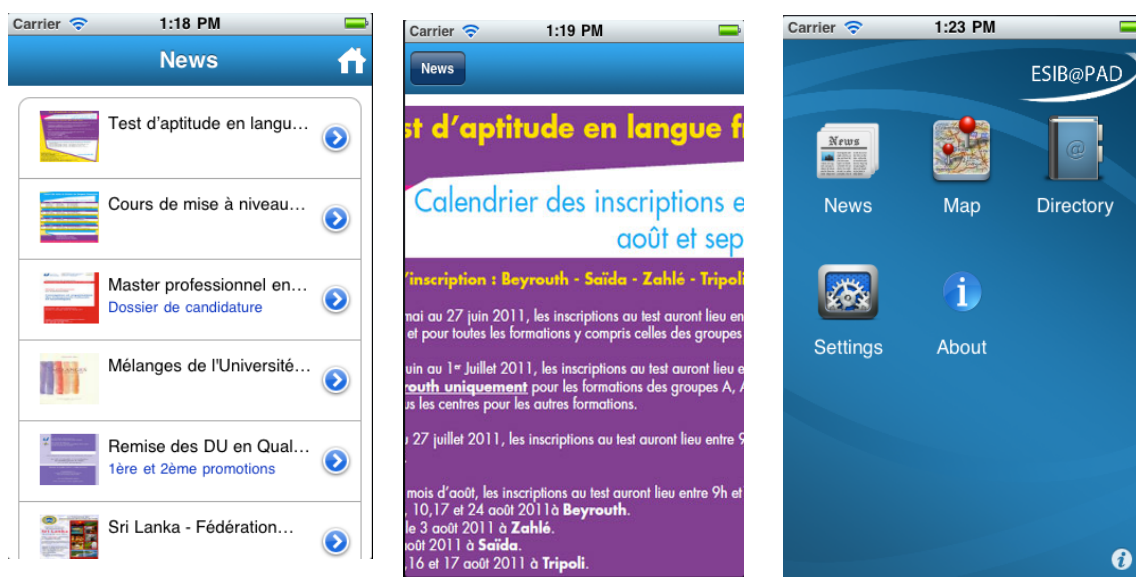 Carrier 1:18 PM
News
Test d'aptitude en langu...
Cours de mise à niveau...
Master professionnel en...
Dossier de candidature
Mélanges de l'Université...
Remise des DU en Qual...
1ère et 2ème promotions
Sri Lanka - Fédération...
Carrier 1:19 PM
News
st d'aptitude en langue f
Calendrier des inscriptions e
août et sep
'inscription : Beyrouth - Saïda - Zahlé - Tripoli
mai au 27 juin 2011, les inscriptions au test auront lieu en
et pour toutes les formations y compris celles des groupes
uin au 1er Juillet 2011, les inscriptions au test auront lieu e
routh uniquement pour les formations des groupes A, A
us les centres pour les autres formations.
27 juillet 2011, les inscriptions au test auront lieu entre 9
mois d'août, les inscriptions au test auront lieu entre 9h et
, 10,17 et 24 août 2011à Beyrouth.
le 3 août 2011 à Zahlé.
août 2011 à Saïda.
,16 et 17 août 2011 à Tripoli.
Carrier 1:23 PM
ESIB@PAD
News
News Map Directory
Settings About